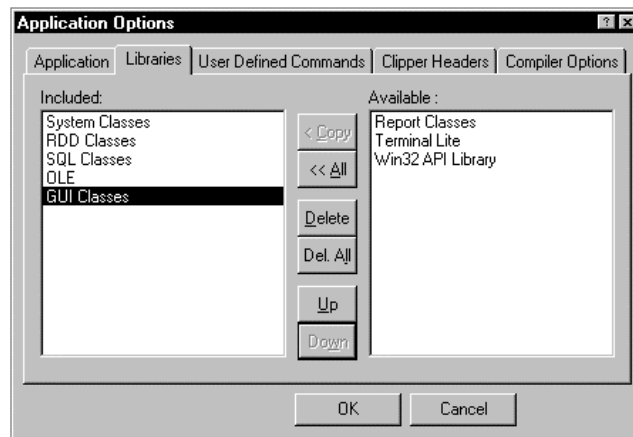 Application Options
Application
Libraries
User Defined Commands
Clipper Headers
Compiler Options
Included:
System Classes
RDD Classes
SQL Classes
OLE
GUI Classes
< Copy
<< All
Delete
Del. All
Up
Down
Available :
Report Classes
Terminal Lite
Win32 API Library
OK
Cancel